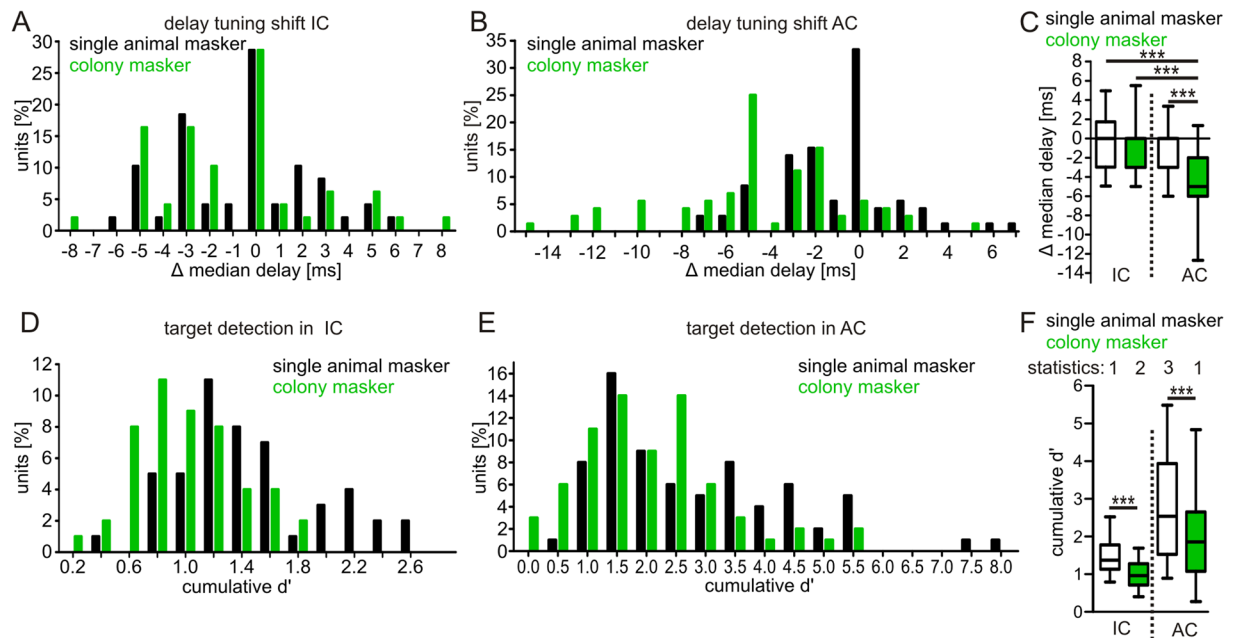 A
delay tuning shift IC
single animal masker
colony masker
units [%]
30
25
20
15
10
5
0
-8 -7 -6 -5 -4 -3 -2 -1 0 1 2 3 4 5 6 7 8
Δ median delay [ms]
B
delay tuning shift AC
single animal masker
colony masker
units [%]
35
30
25
20
15
10
5
0
-14 -12 -10 -8 -6 -4 -2 0 2 4 6
Δ median delay [ms]
C
single animal masker
colony masker
***
***
***
Δ median delay [ms]
8
6
4
2
0
-2
-4
-6
-8
-10
-12
-14
IC AC
D
target detection in IC
single animal masker
colony masker
units [%]
12
10
8
6
4
2
0
0.2 0.6 1.0 1.4 1.8 2.2 2.6
cumulative d'
E
target detection in AC
single animal masker
colony masker
units [%]
16
14
12
10
8
6
4
2
0
0.0 0.5 1.0 1.5 2.0 2.5 3.0 3.5 4.0 4.5 5.0 5.5 6.0 6.5 7.0 7.5 8.0
cumulative d'
F
single animal masker
colony masker
statistics: 1 2 3 1
***
***
cumulative d'
6
5
4
3
2
1
0
IC AC